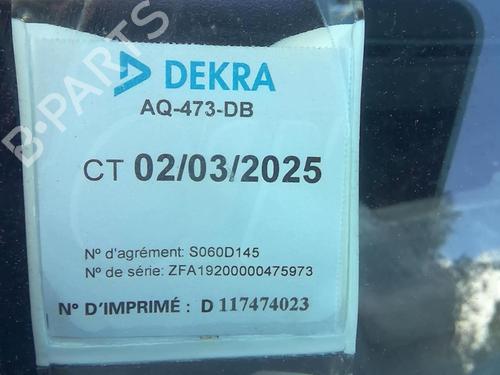 DEKRA
AQ-473-DB
CT 02/03/2025
N° d'agrément: S060D145
N° de série: ZFA19200000475973
N° D'IMPRIMÉ : D 117474023
B-PARTS